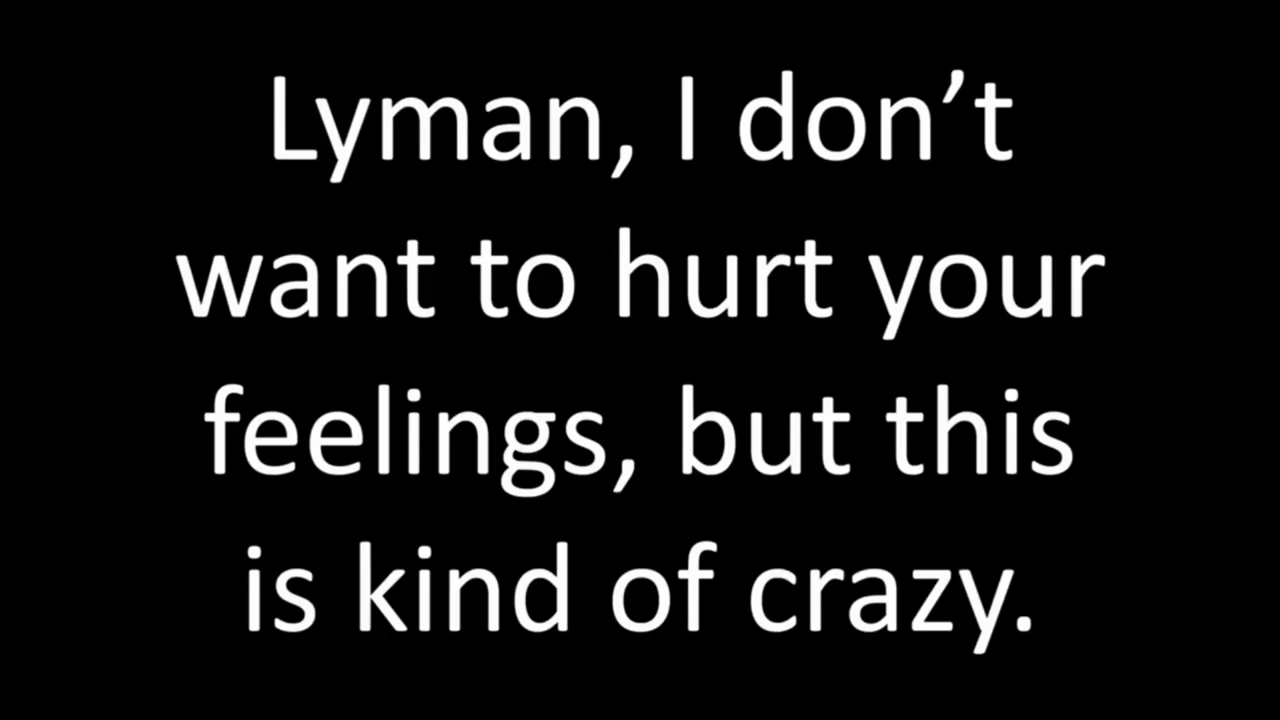 Lyman, I don’t
want to hurt your
feelings, but this
is kind of crazy.